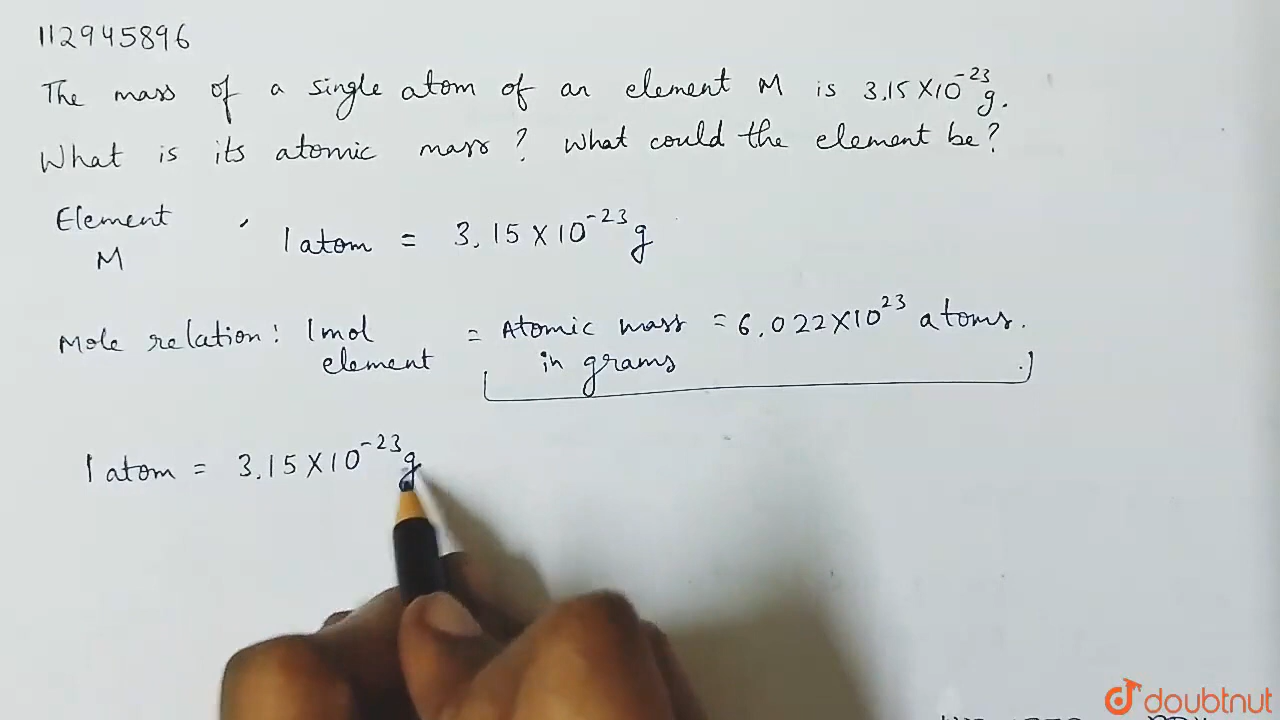 112945896
The mass of a single atom of an element M is 3.15 X 10⁻²³ g.
What is its atomic mass? What could the element be?
Element
M
1 atom = 3.15 X 10⁻²³ g
Mole relation: 1 mol = Atomic mass = 6.022 X 10²³ atoms.
element in grams
1 atom = 3.15 X 10⁻²³ g
doubtnut